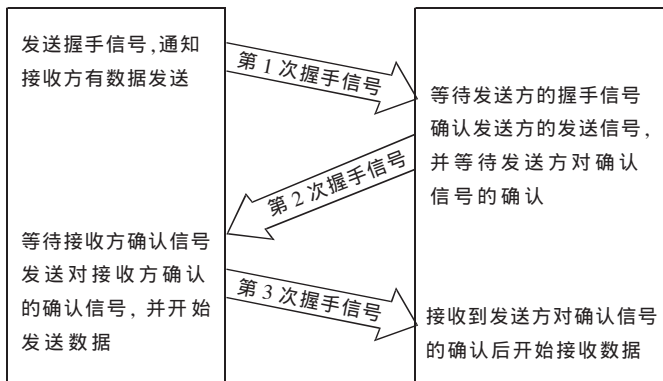 发送握手信号,通知
接收方有数据发送
第1次握手信号
等待发送方的握手信号
确认发送方的发送信号,
并等待发送方对确认
信号的确认
第2次握手信号
等待接收方确认信号
发送对接收方确认
的确认信号,并开始
发送数据
第3次握手信号
接收到发送方对确认信号
的确认后开始接收数据